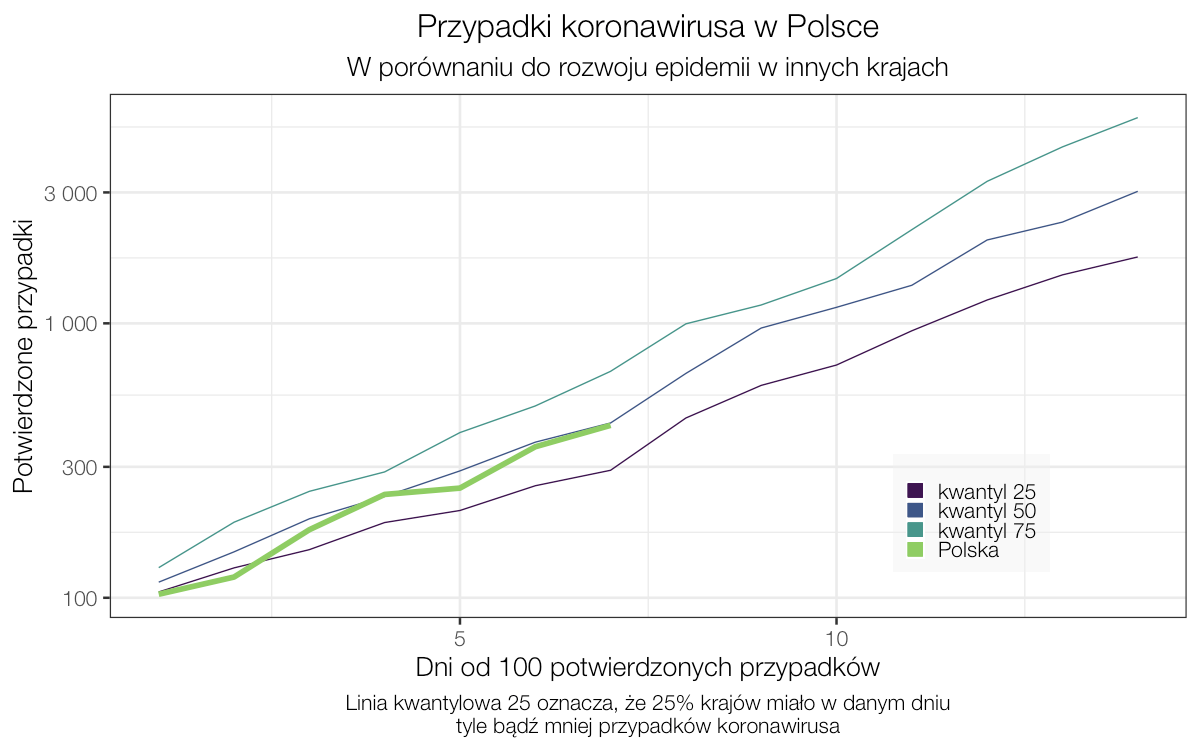 Przypadki koronawirusa w Polsce
W porównaniu do rozwoju epidemii w innych krajach
Potwierdzone przypadki
3 000
1 000
300
100
kwantyl 25
kwantyl 50
kwantyl 75
Polska
5
10
Dni od 100 potwierdzonych przypadków
Linia kwantylowa 25 oznacza, że 25% krajów miało w danym dniu
tyle bądź mniej przypadków koronawirusa